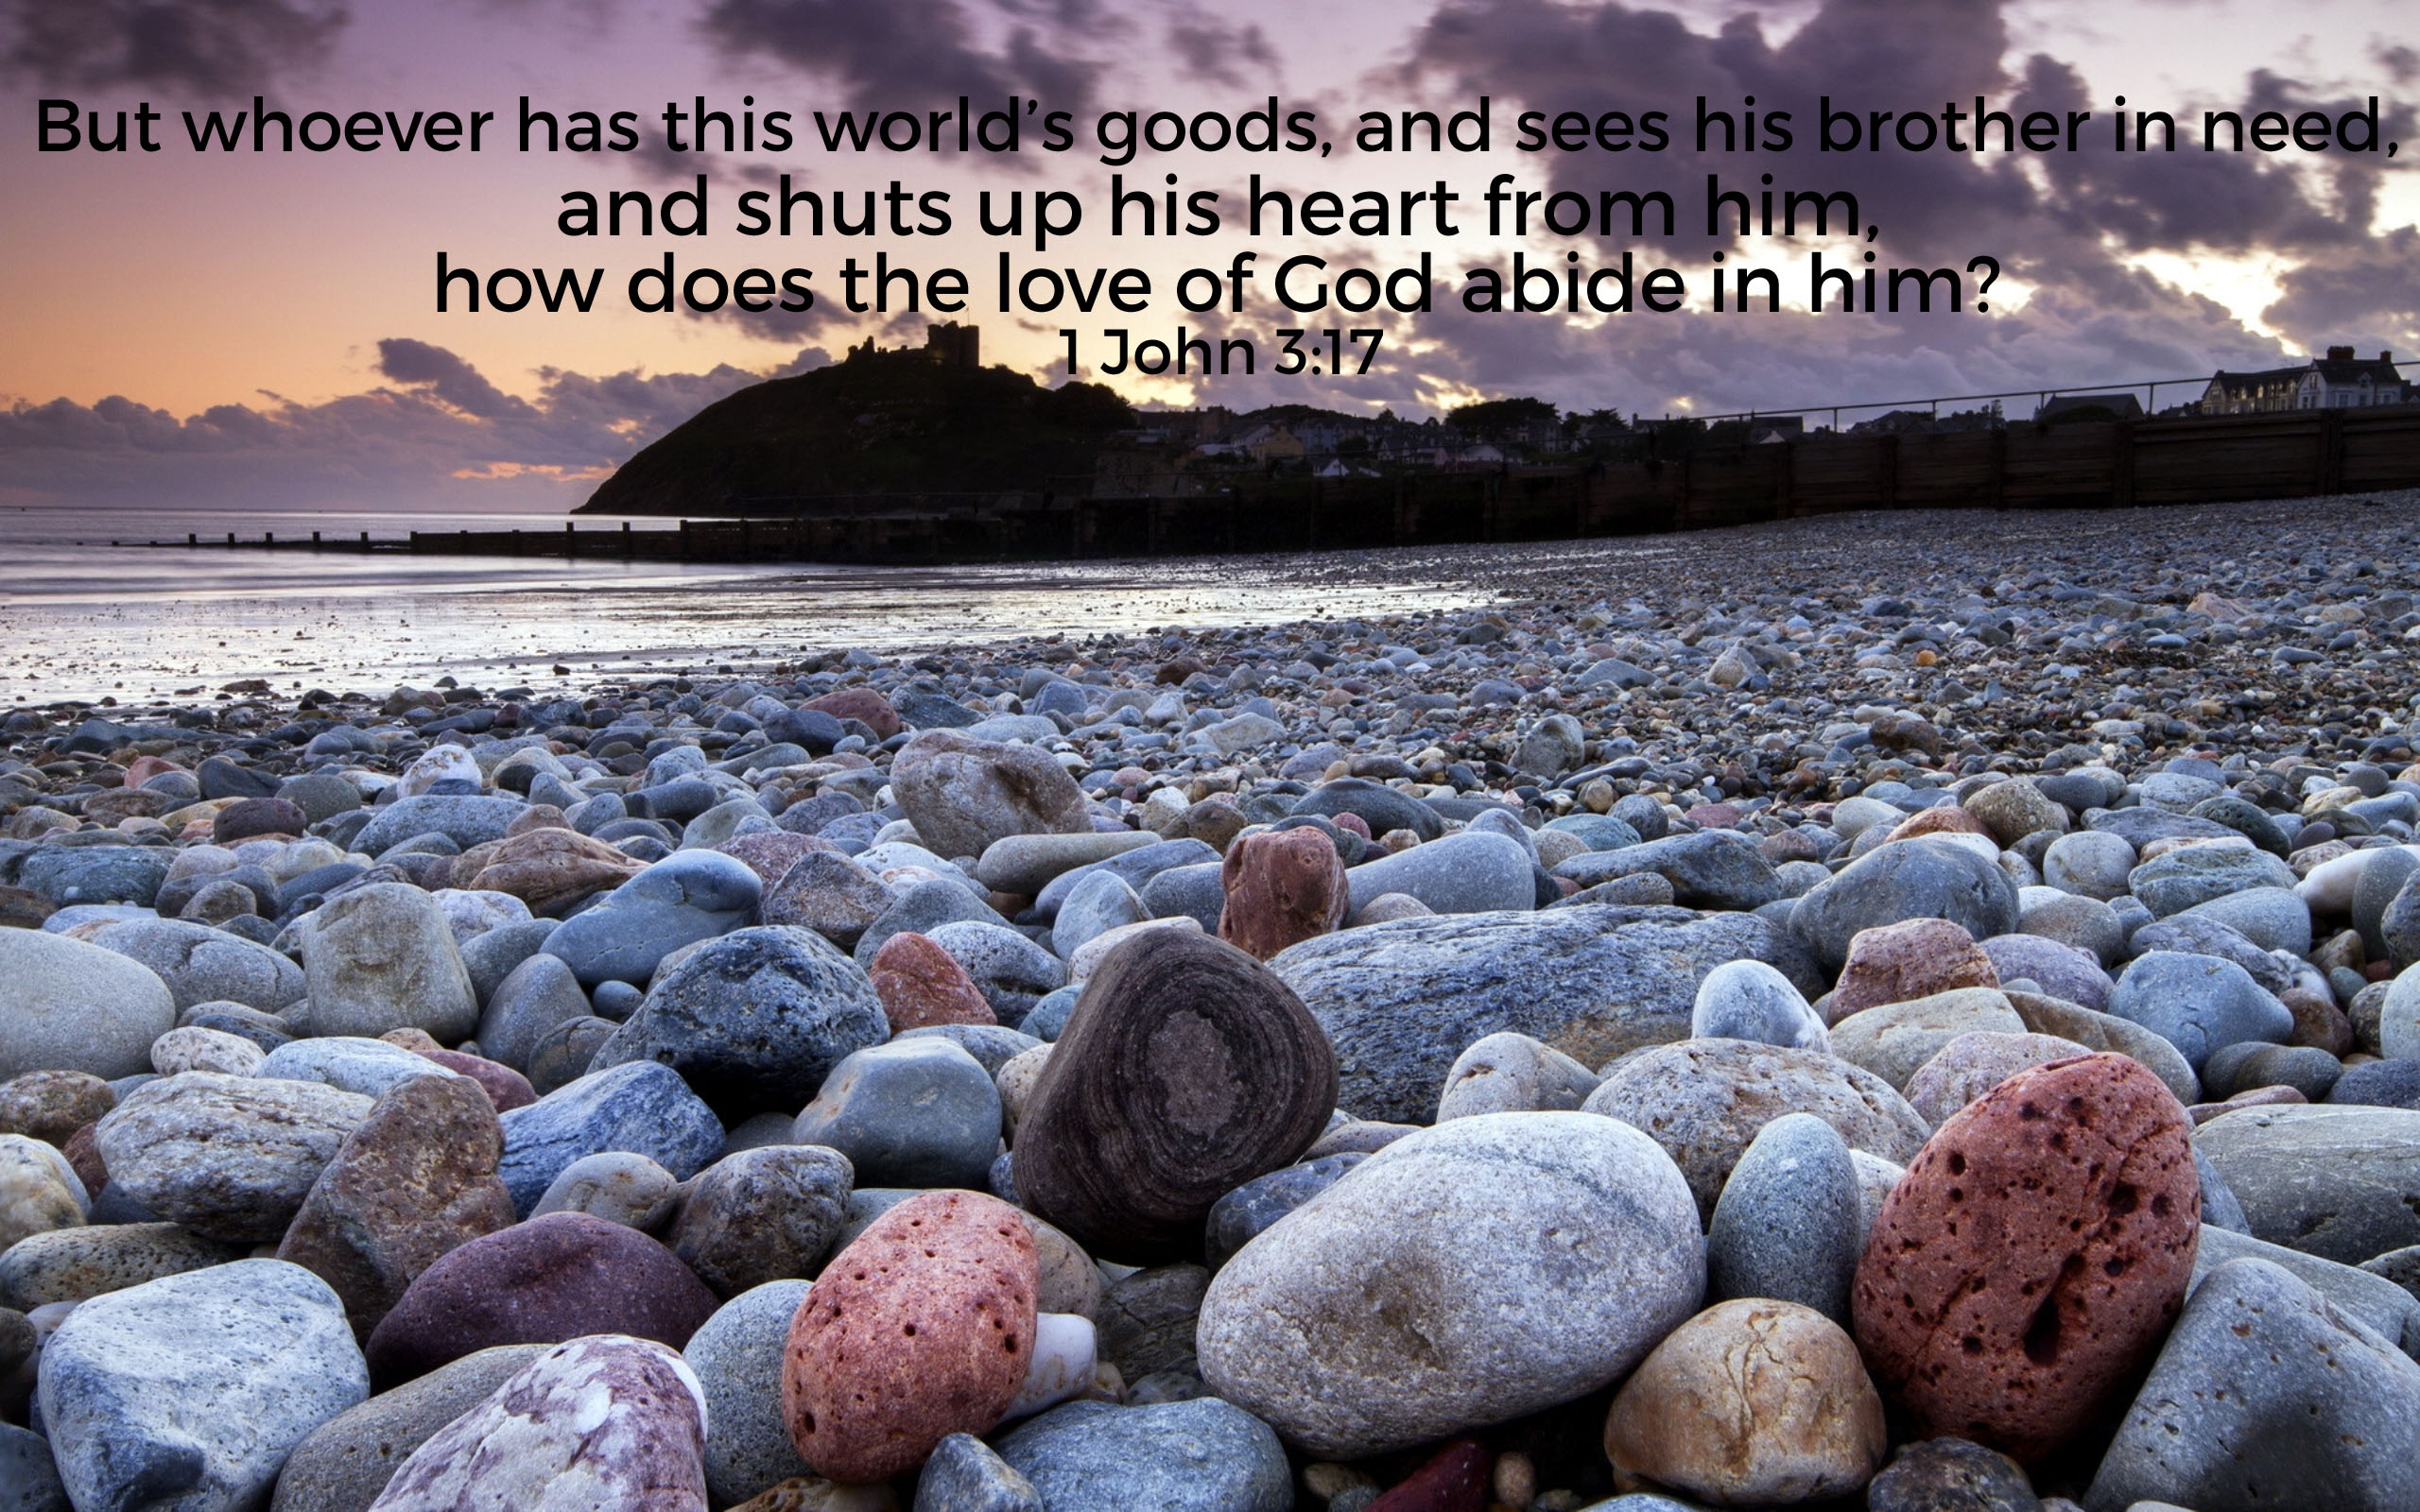 But whoever has this world’s goods, and sees his brother in need,
and shuts up his heart from him,
how does the love of God abide in him?
1 John 3:17